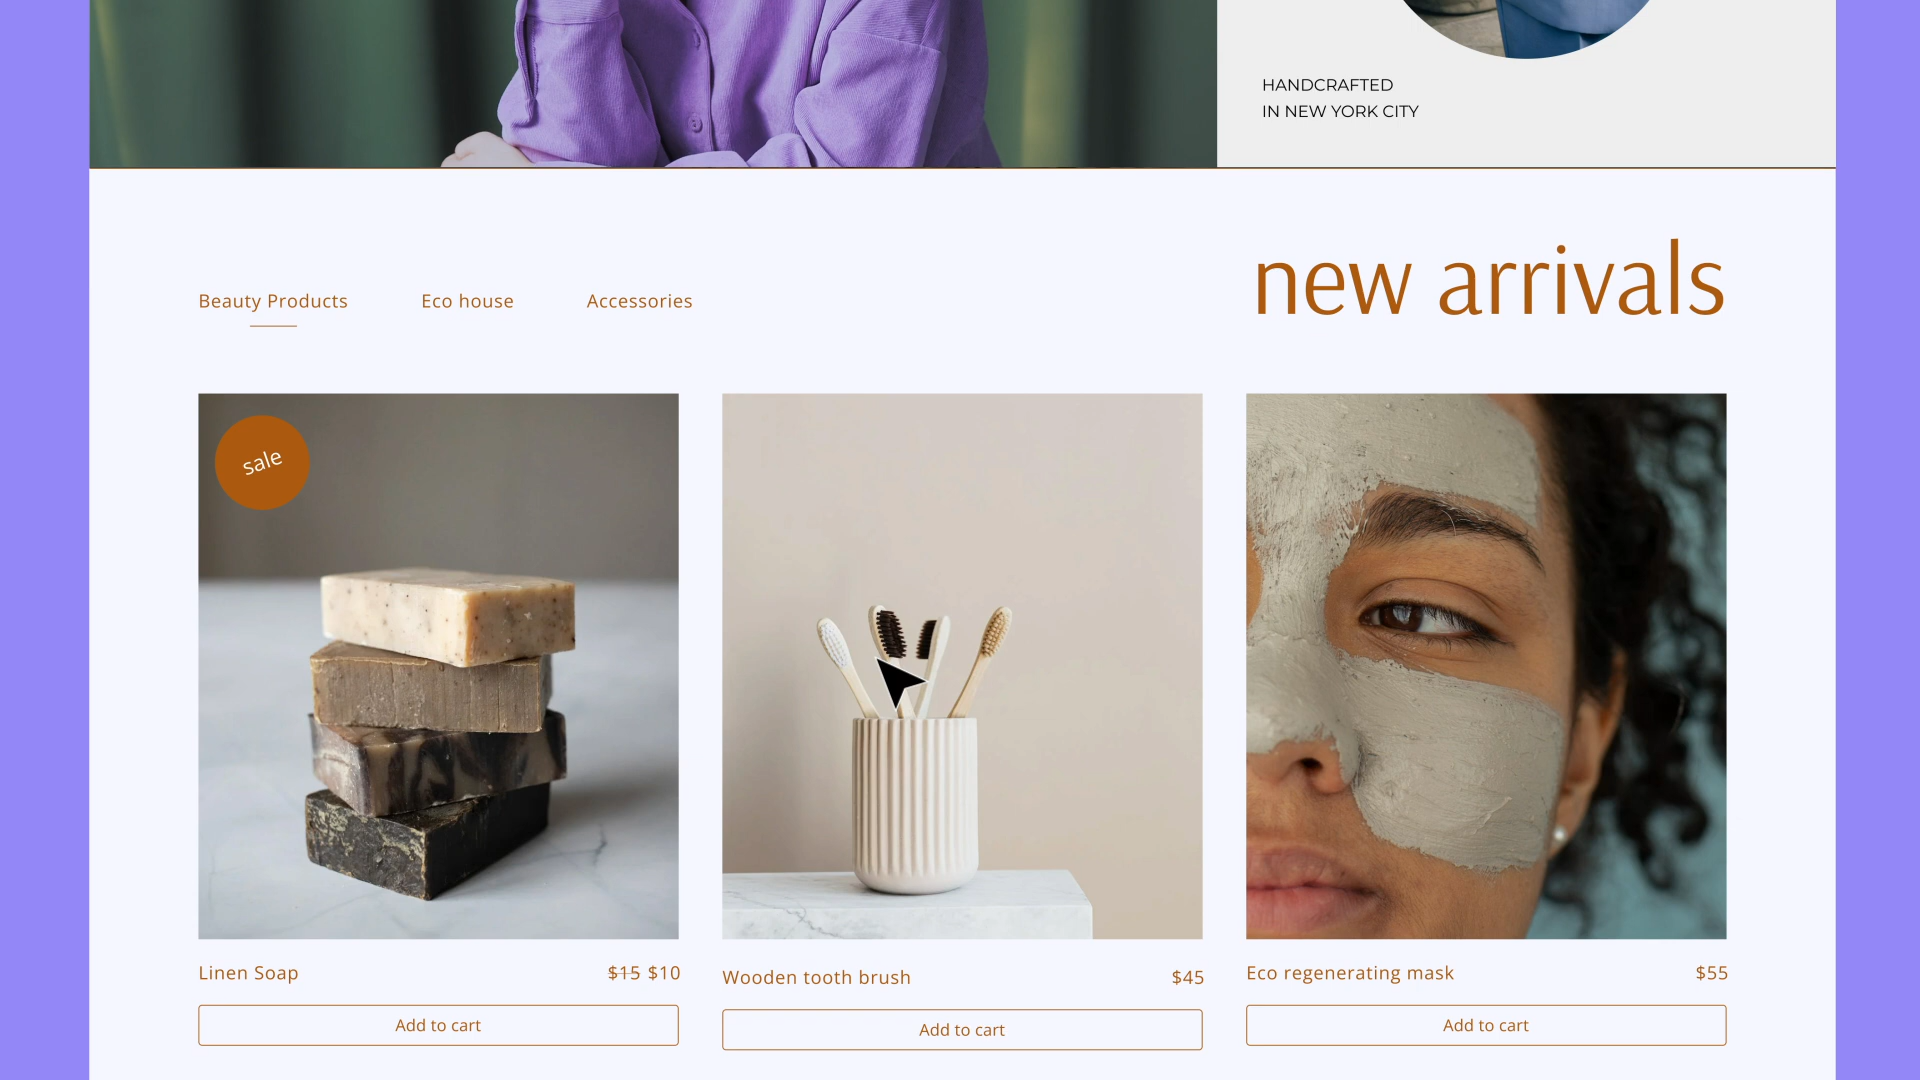 HANDCRAFTED
IN NEW YORK CITY
new arrivals
Beauty Products
Eco house
Accessories
sale
Linen Soap
$15 $10
Add to cart
Wooden tooth brush
$45
Add to cart
Eco regenerating mask
$55
Add to cart